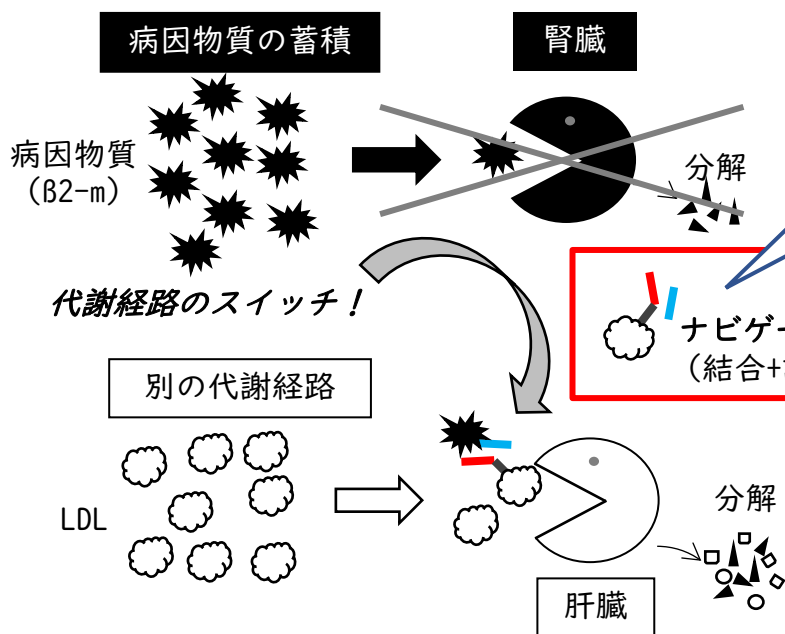 病因物質の蓄積
腎臓
病因物質
(β2-m)
分解
代謝経路のスイッチ！
ナビゲー
(結合+
別の代謝経路
LDL
分解
肝臓